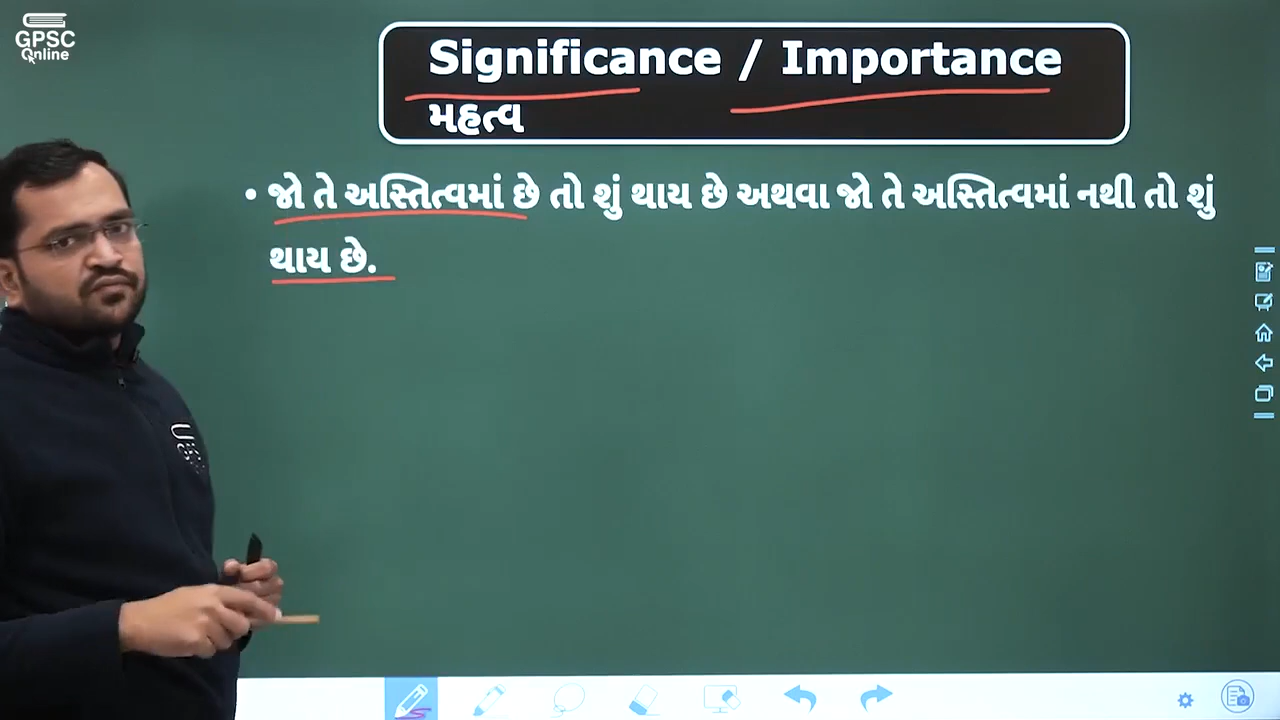 GPSC
Online
Significance / Importance
મહત્વ
• જો તે અસ્તિત્વમાં છે તો શું થાય છે અથવા જો તે અસ્તિત્વમાં નથી તો શું
થાય છે.